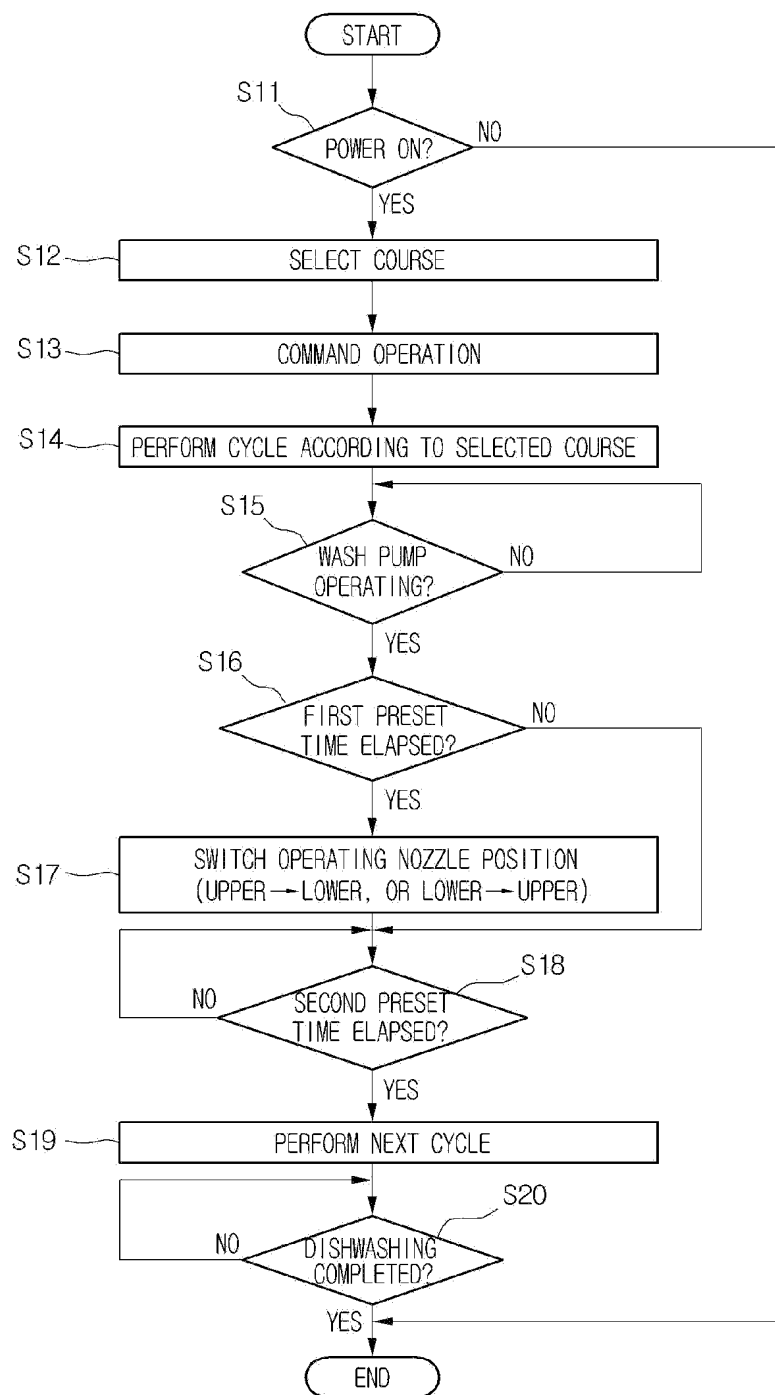 START
S11
POWER ON?
NO
YES
S12
SELECT COURSE
S13
COMMAND OPERATION
S14
PERFORM CYCLE ACCORDING TO SELECTED COURSE
S15
WASH PUMP
OPERATING?
NO
YES
S16
FIRST PRESET
TIME ELAPSED?
NO
YES
S17
SWITCH OPERATING NOZZLE POSITION
(UPPER→LOWER, OR LOWER→UPPER)
S18
NO
SECOND PRESET
TIME ELAPSED?
YES
S19
PERFORM NEXT CYCLE
S20
NO
DISHWASHING
COMPLETED?
YES
END